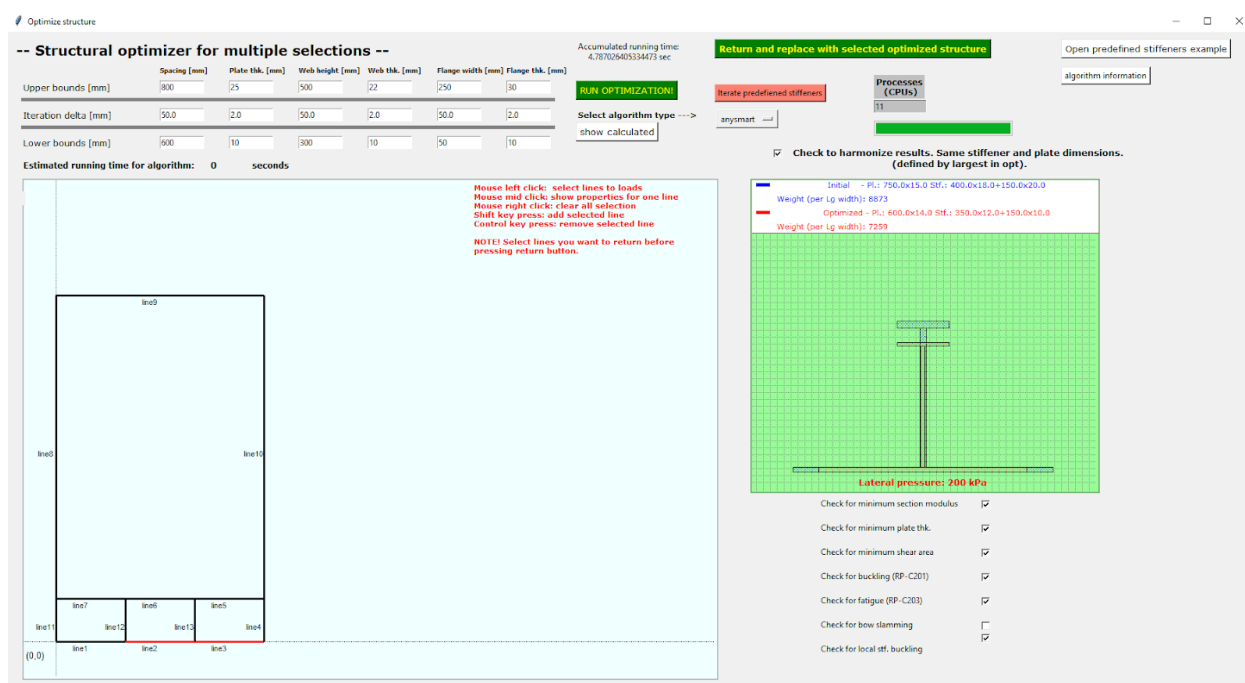 Optimize structure
-- Structural optimizer for multiple selections --
Accumulated running time:
4.787026405334473 sec
Return and replace with selected optimized structure
Open predefined stiffeners example
Spacing [mm] Plate thk. [mm] Web height [mm] Web thk. [mm] Flange width [mm] Flange thk. [mm]
Upper bounds [mm] 800 25 500 22 250 30
RUN OPTIMIZATION!
Iterate predefiened stiffeners
Processes
(CPUs)
11
algorithm information
Iteration delta [mm] 50.0 2.0 50.0 2.0 50.0 2.0
Select algorithm type --->
anysmart
show calculated
Lower bounds [mm] 600 10 300 10 50 10
Estimated running time for algorithm: 0 seconds
Check to harmonize results. Same stiffener and plate dimensions.
(defined by largest in opt).
Mouse left click: select lines to loads
Mouse mid click: show properties for one line
Mouse right click: clear all selection
Shift key press: add selected line
Control key press: remove selected line
NOTE! Select lines you want to return before
pressing return button.
line9
line8
line10
line7
line6
line5
line11
line12
line13
line4
(0,0)
line1
line2
line3
Initial - Pl.: 750.0x15.0 Stf.: 400.0x18.0+150.0x20.0
Weight (per Lg width): 8873
Optimized - Pl.: 600.0x14.0 Stf.: 350.0x12.0+150.0x10.0
Weight (per Lg width): 7259
Lateral pressure: 200 kPa
Check for minimum section modulus
Check for minimum plate thk.
Check for minimum shear area
Check for buckling (RP-C201)
Check for fatigue (RP-C203)
Check for bow slamming
Check for local stf. buckling